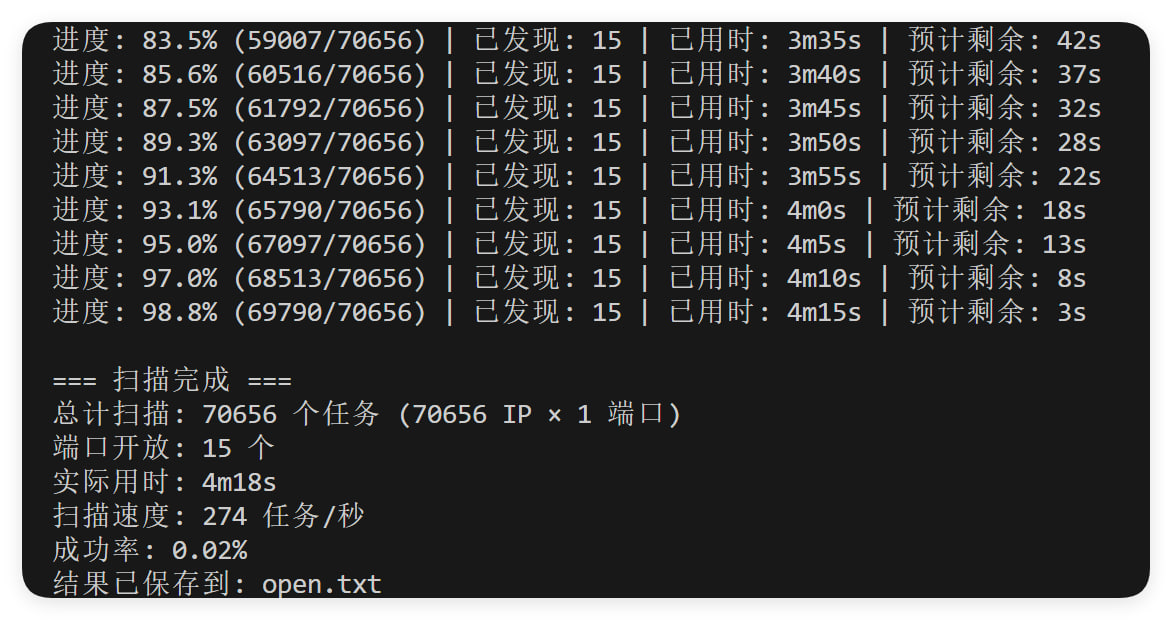 进度: 83.5% (59007/70656) | 已发现: 15 | 已用时: 3m35s | 预计剩余: 42s
进度: 85.6% (60516/70656) | 已发现: 15 | 已用时: 3m40s | 预计剩余: 37s
进度: 87.5% (61792/70656) | 已发现: 15 | 已用时: 3m45s | 预计剩余: 32s
进度: 89.3% (63097/70656) | 已发现: 15 | 已用时: 3m50s | 预计剩余: 28s
进度: 91.3% (64513/70656) | 已发现: 15 | 已用时: 3m55s | 预计剩余: 22s
进度: 93.1% (65790/70656) | 已发现: 15 | 已用时: 4m0s | 预计剩余: 18s
进度: 95.0% (67097/70656) | 已发现: 15 | 已用时: 4m5s | 预计剩余: 13s
进度: 97.0% (68513/70656) | 已发现: 15 | 已用时: 4m10s | 预计剩余: 8s
进度: 98.8% (69790/70656) | 已发现: 15 | 已用时: 4m15s | 预计剩余: 3s
=== 扫描完成 ===
总计扫描: 70656 个任务 (70656 IP × 1 端口)
端口开放: 15 个
实际用时: 4m18s
扫描速度: 274 任务/秒
成功率: 0.02%
结果已保存到: open.txt